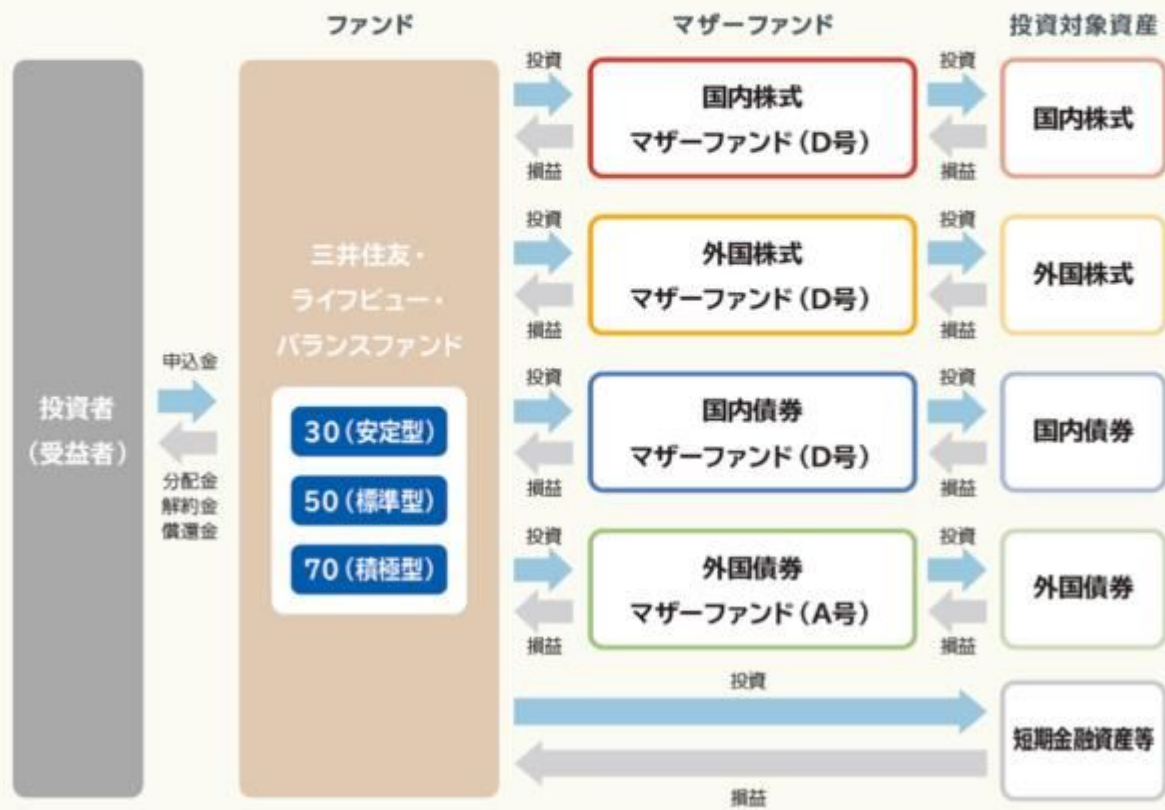 ファンド
マザーファンド
投資対象資産
投資者
(受益者)
申込金
分配金
解約金
償還金
三井住友・
ライフビュー・
バランスファンド
30(安定型)
50(標準型)
70(積極型)
投資
損益
国内株式
マザーファンド(D号)
投資
損益
国内株式
投資
損益
外国株式
マザーファンド(D号)
投資
損益
外国株式
投資
損益
国内債券
マザーファンド(D号)
投資
損益
国内債券
投資
損益
外国債券
マザーファンド(A号)
投資
損益
外国債券
投資
損益
短期金融資産等